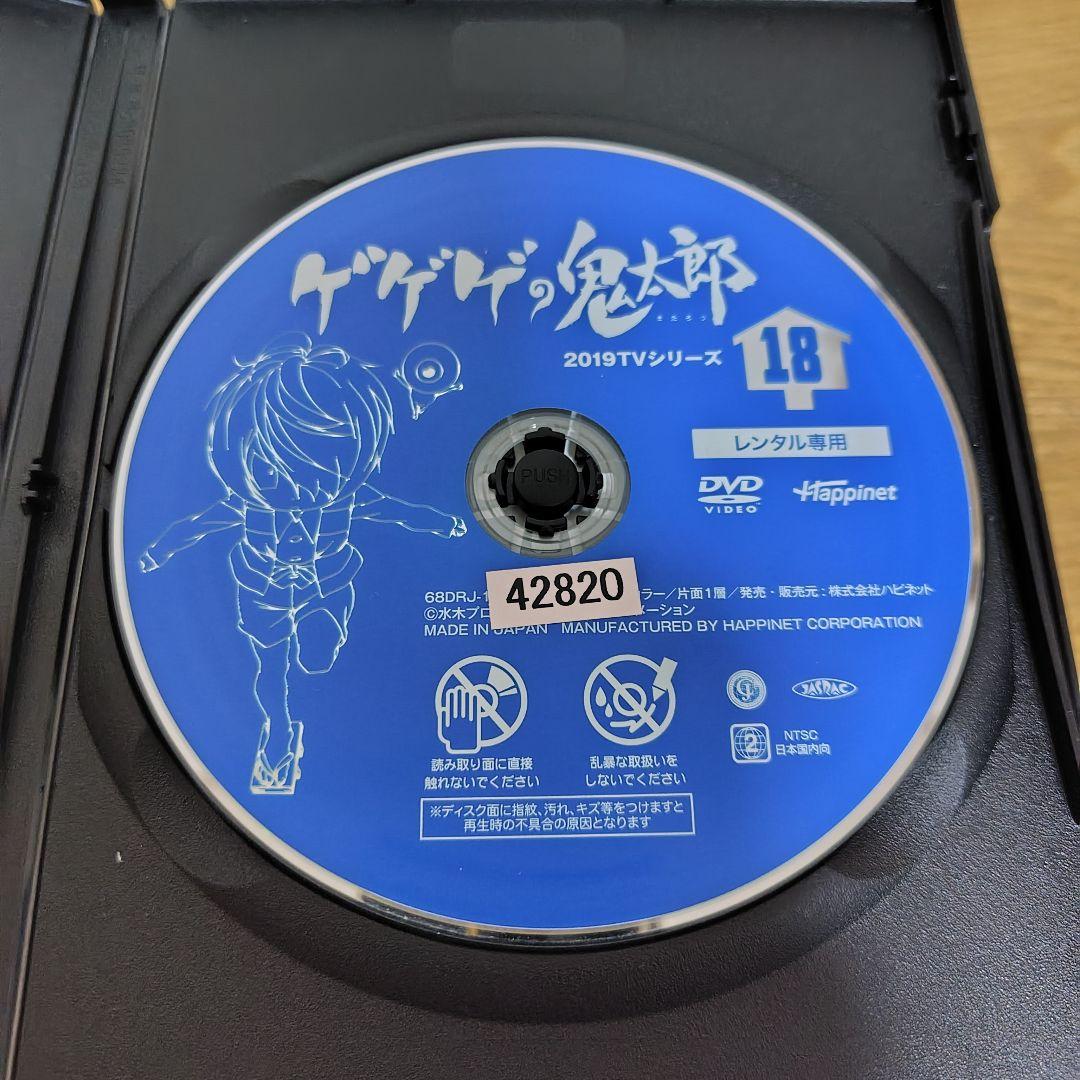 ゲゲゲの鬼太郎
きたろう
2019TVシリーズ
18
レンタル専用
DVD
VIDEO
Happinet
PUSH
42820
68DRJ-1 ラー/片面1層/発売・販売元:株式会社ハピネット
©水木プロ メーション
MADE IN JAPAN MANUFACTURED BY HAPPINET CORPORATION
読み取り面に直接
触れないでください
乱暴な取扱いを
しないでください
JASRAC
2
NTSC
日本国内向
※ディスク面に指紋、汚れ、キズ等をつけますと
再生時の不具合の原因となります